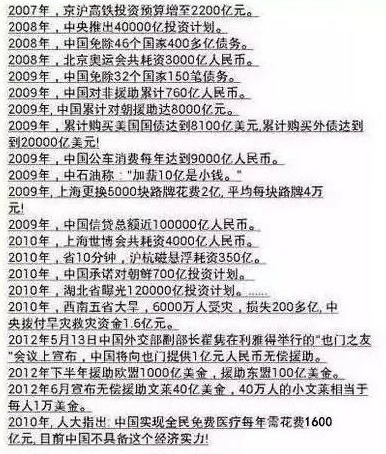 2007年，京沪高铁投资预算增至2200亿元。
2008年，中央推出40000亿投资计划。
2008年，中国免除46个国家400多亿债务。
2008年，北京奥运会共耗资3000亿人民币。
2009年，中国免除32个国家150笔债务。
2009年，中国对非援助累计760亿人民币。
2009年，中国累计对朝援助达8000亿元。
2009年，累计购买美国国债达到8100亿美元,累计购买外债达到
到20000亿美元!
2009年，中国公车消费每年达到9000亿人民币。
2009年，中石油称："加薪10亿是小钱。"
2009年,上海更换5000块路牌花费2亿,平均每块路牌4万
元!
2009年，中国信贷总额近100000亿人民币。
2010年，上海世博会共耗资4000亿人民币。
2010年，省10分钟，沪杭磁悬浮耗资350亿。
2010年，中国承诺对朝鲜700亿投资计划。
2010年，湖北省曝光120000亿投资计划。……
2010年，西南五省大旱，6000万人受灾，损失200多亿,中
央拨付旱灾救灾资金1.6亿元。
2012年5月13日中国外交部副部长翟隽在利雅得举行的"也门之友
"会议上宣布，中国将向也门提供1亿元人民币无偿援助。
2012年下半年援助欧盟1000亿美金，援助东盟100亿美金。
2012年6月宣布无偿援助文莱40亿美金，40万人的小文莱相当于
每人1万美金。
2010年,人大指出:中国实现全民免费医疗每年需花费1600
亿元,目前中国不具备这个经济实力!